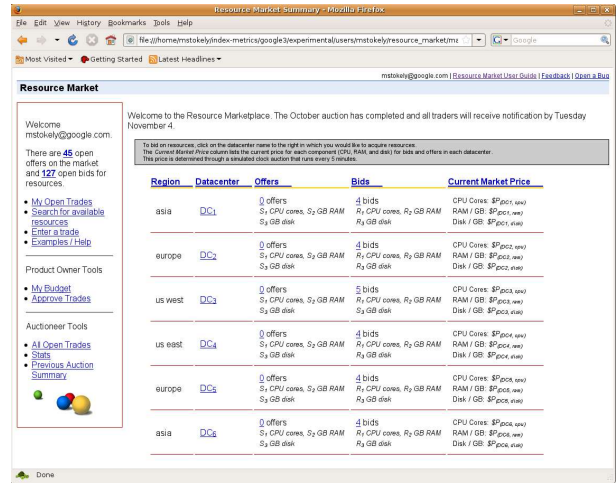 Resource Market Summary - Mozilla Firefox
File Edit View History Bookmarks Tools Help
file:///home/mstokely/index-metrics/google3/experimental/users/mstokely/resource_market/ma
Google
Most Visited Getting Started Latest Headlines
mstokely@google.com | Resource Market User Guide | Feedback | Open a Bug
Resource Market
Welcome
mstokely@google.com.
There are 45 open
offers on the market
and 127 open bids for
resources.
My Open Trades
Search for available
resources
Enter a trade
Examples / Help
Product Owner Tools
My Budget
Approve Trades
Auctioneer Tools
All Open Trades
Stats
Previous Auction
Summary
Welcome to the Resource Marketplace. The October auction has completed and all traders will receive notification by Tuesday
November 4.
To bid on resources, click on the datacenter name to the right in which you would like to acquire resources.
The Current Market Price column lists the current price for each component (CPU, RAM, and disk) for bids and offers in each datacenter.
This price is determined through a simulated clock auction that runs every 5 minutes.
Region Datacenter Offers Bids Current Market Price
asia DC1 0 offers 4 bids CPU Cores: $P(DC1, cpu)
S1 CPU cores, S2 GB RAM R1 CPU cores, R2 GB RAM RAM / GB: $P(DC1, ram)
S3 GB disk R3 GB disk Disk / GB: $P(DC1, disk)
europe DC2 0 offers 4 bids CPU Cores: $P(DC2, cpu)
S1 CPU cores, S2 GB RAM R1 CPU cores, R2 GB RAM RAM / GB: $P(DC2, ram)
S3 GB disk R3 GB disk Disk / GB: $P(DC2, disk)
us west DC3 0 offers 5 bids CPU Cores: $P(DC3, cpu)
S1 CPU cores, S2 GB RAM R1 CPU cores, R2 GB RAM RAM / GB: $P(DC3, ram)
S3 GB disk R3 GB disk Disk / GB: $P(DC3, disk)
us east DC4 0 offers 4 bids CPU Cores: $P(DC4, cpu)
S1 CPU cores, S2 GB RAM R1 CPU cores, R2 GB RAM RAM / GB: $P(DC4, ram)
S3 GB disk R3 GB disk Disk / GB: $P(DC4, disk)
europe DC5 0 offers 4 bids CPU Cores: $P(DC5, cpu)
S1 CPU cores, S2 GB RAM R1 CPU cores, R2 GB RAM RAM / GB: $P(DC5, ram)
S3 GB disk R3 GB disk Disk / GB: $P(DC5, disk)
asia DC6 0 offers 4 bids CPU Cores: $P(DC6, cpu)
S1 CPU cores, S2 GB RAM R1 CPU cores, R2 GB RAM RAM / GB: $P(DC6, ram)
S3 GB disk R3 GB disk Disk / GB: $P(DC6, disk)
Done